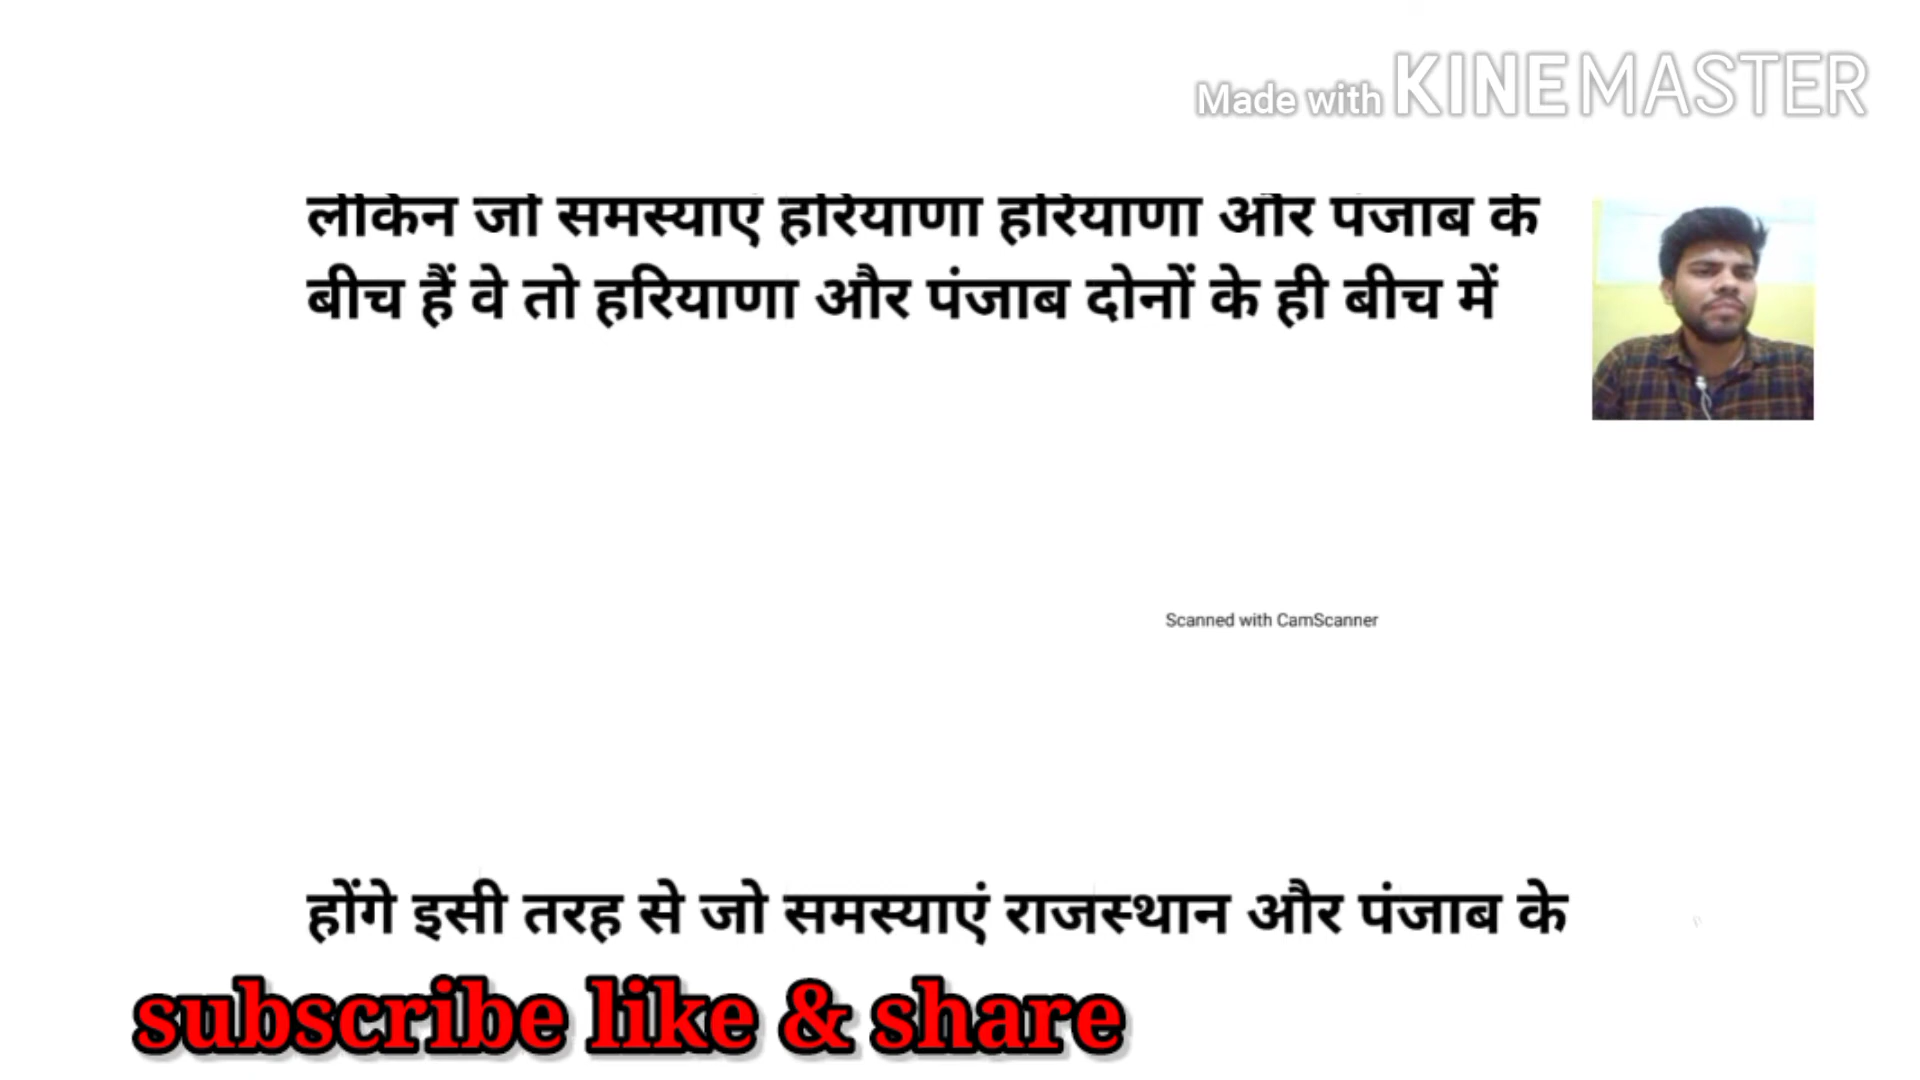 Made with KINEMASTER
लेकिन जो समस्याएं हरियाणा हरियाणा और पंजाब के
बीच हैं वे तो हरियाणा और पंजाब दोनों के ही बीच में
Scanned with CamScanner
होंगे इसी तरह से जो समस्याएं राजस्थान और पंजाब के
subscribe like & share